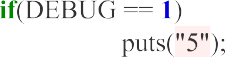 if(DEBUG == 1)
puts("5");